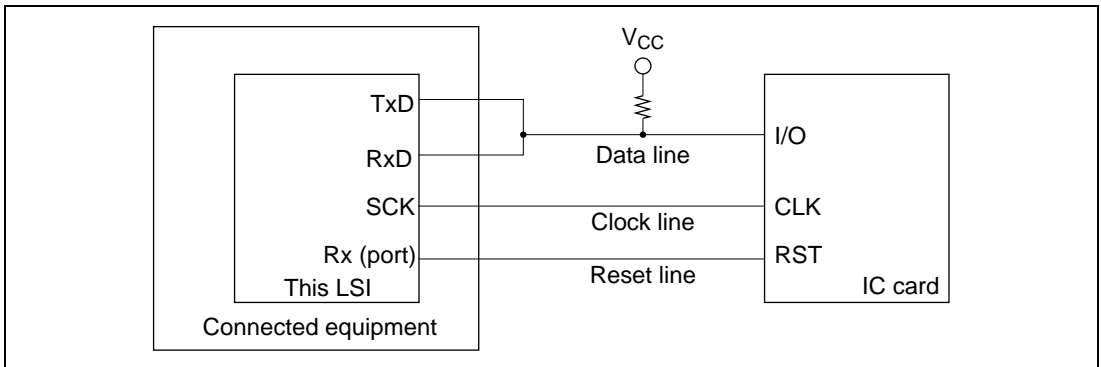 VCC
TxD
RxD
SCK
Rx (port)
This LSI
Connected equipment
Data line
Clock line
Reset line
I/O
CLK
RST
IC card